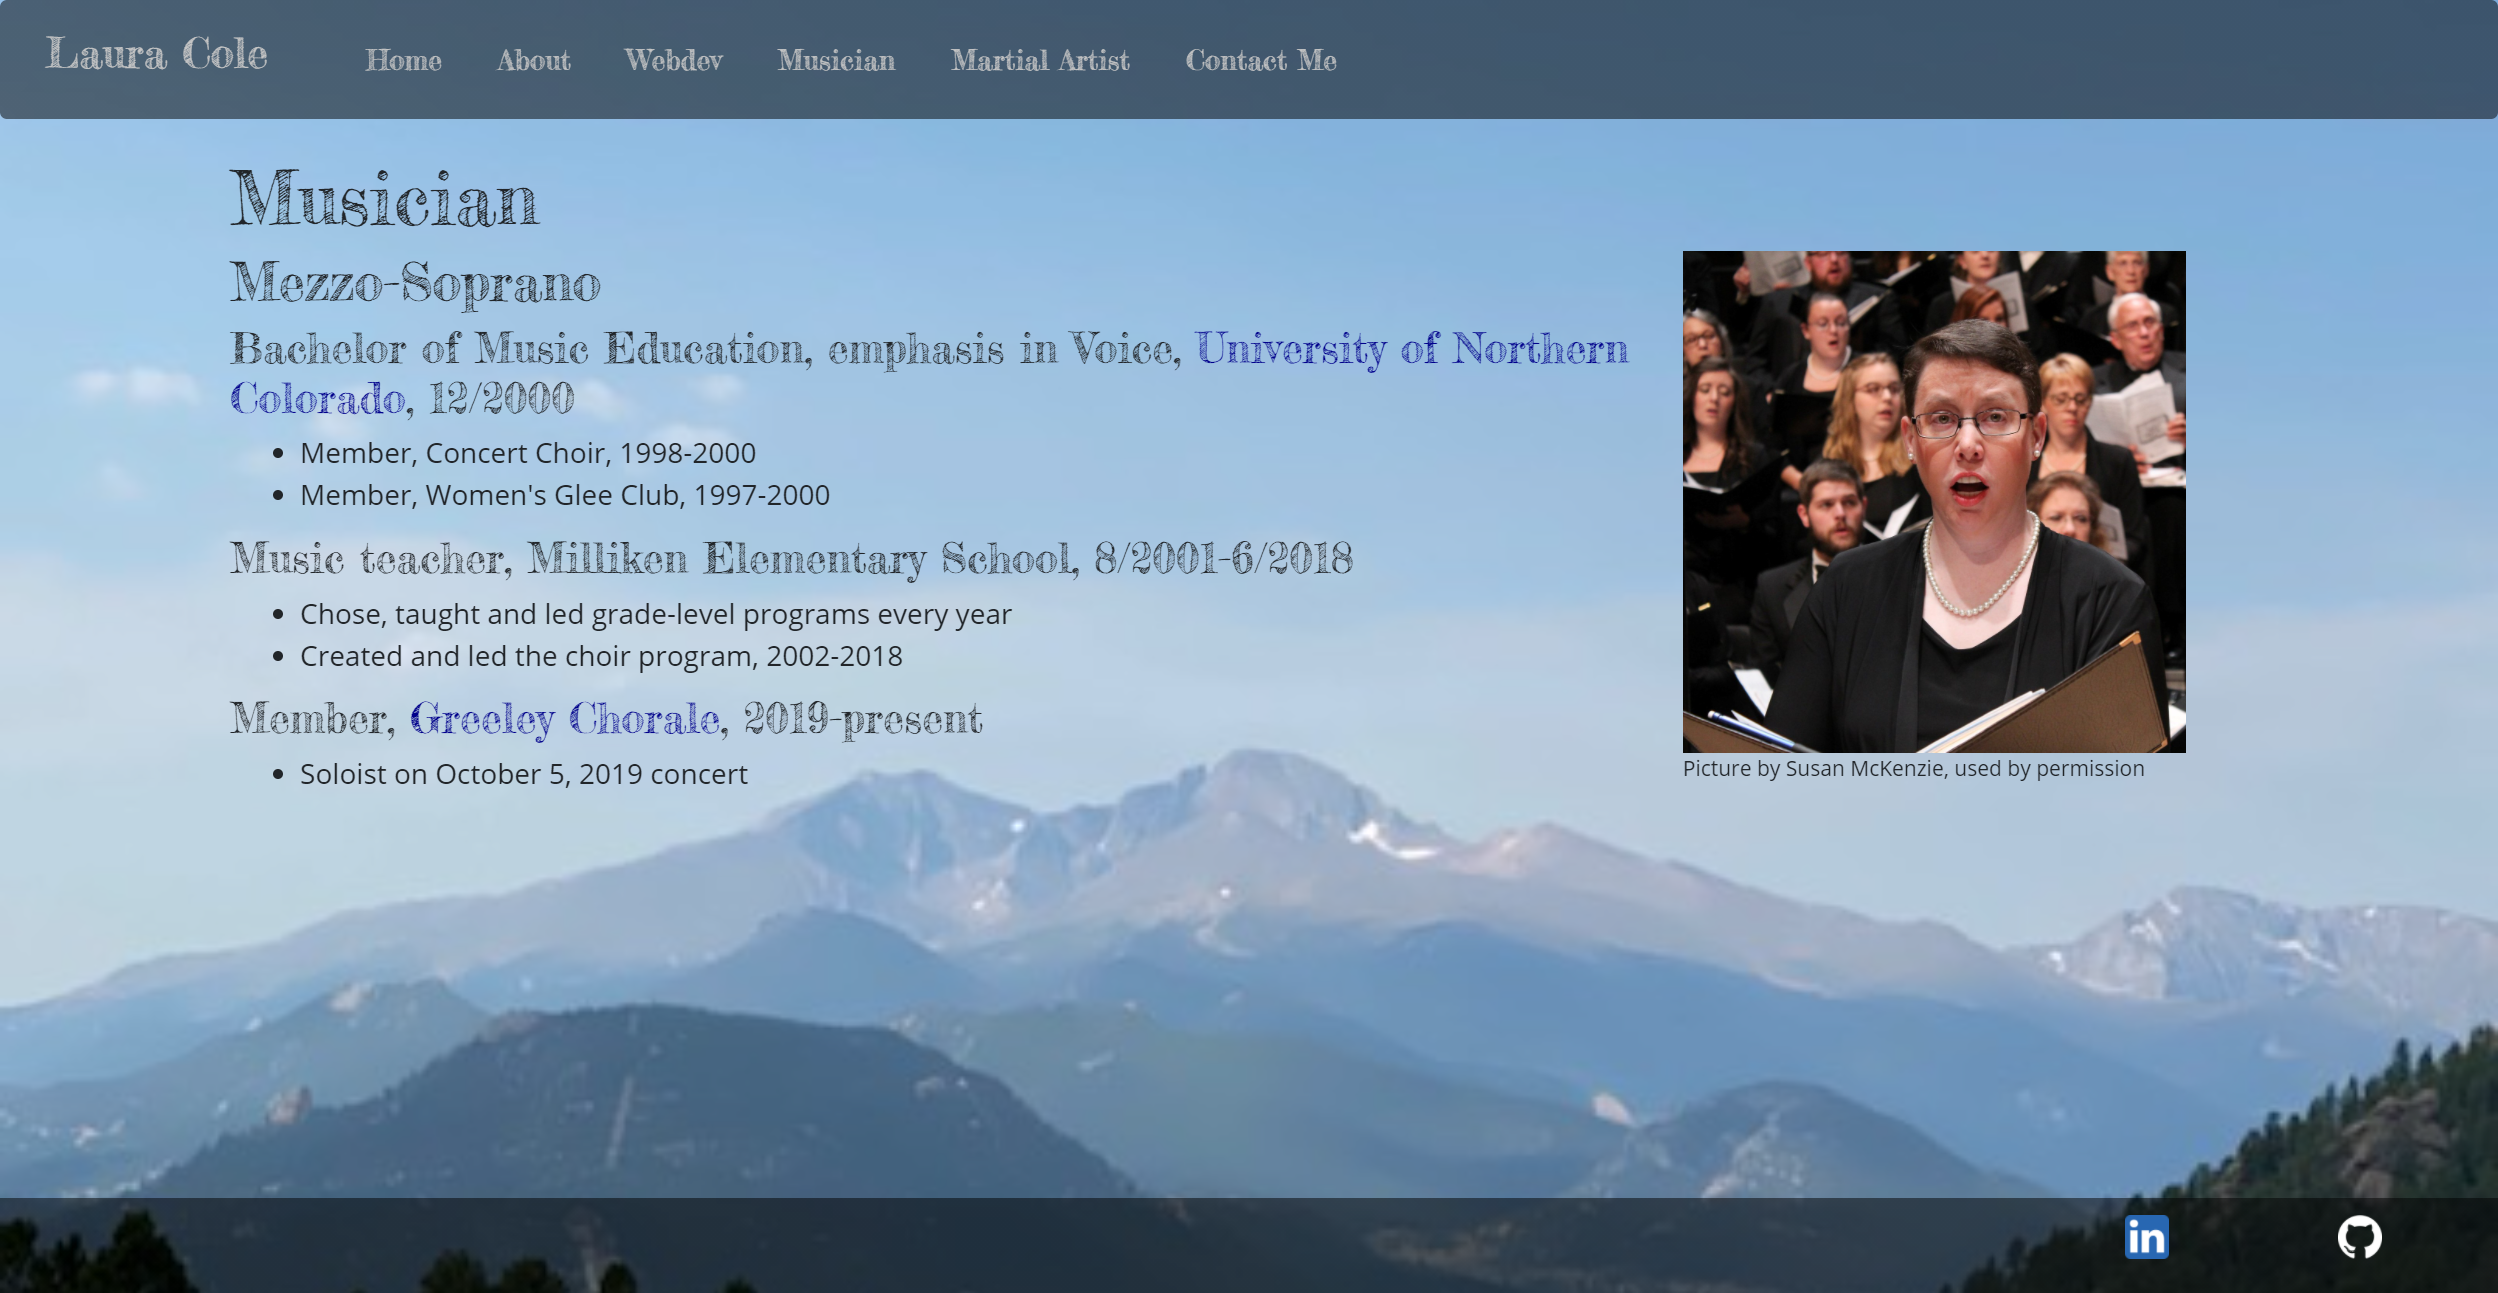 Laura Cole Home About Webdev Musician Martial Artist Contact Me
Musician
Mezzo-Soprano
Bachelor of Music Education, emphasis in Voice, University of Northern
Colorado, 12/2000
Member, Concert Choir, 1998-2000
Member, Women's Glee Club, 1997-2000
Music teacher, Milliken Elementary School, 8/2001-6/2018
Chose, taught and led grade-level programs every year
Created and led the choir program, 2002-2018
Member, Greeley Chorale, 2019-present
Soloist on October 5, 2019 concert
Picture by Susan McKenzie, used by permission
in